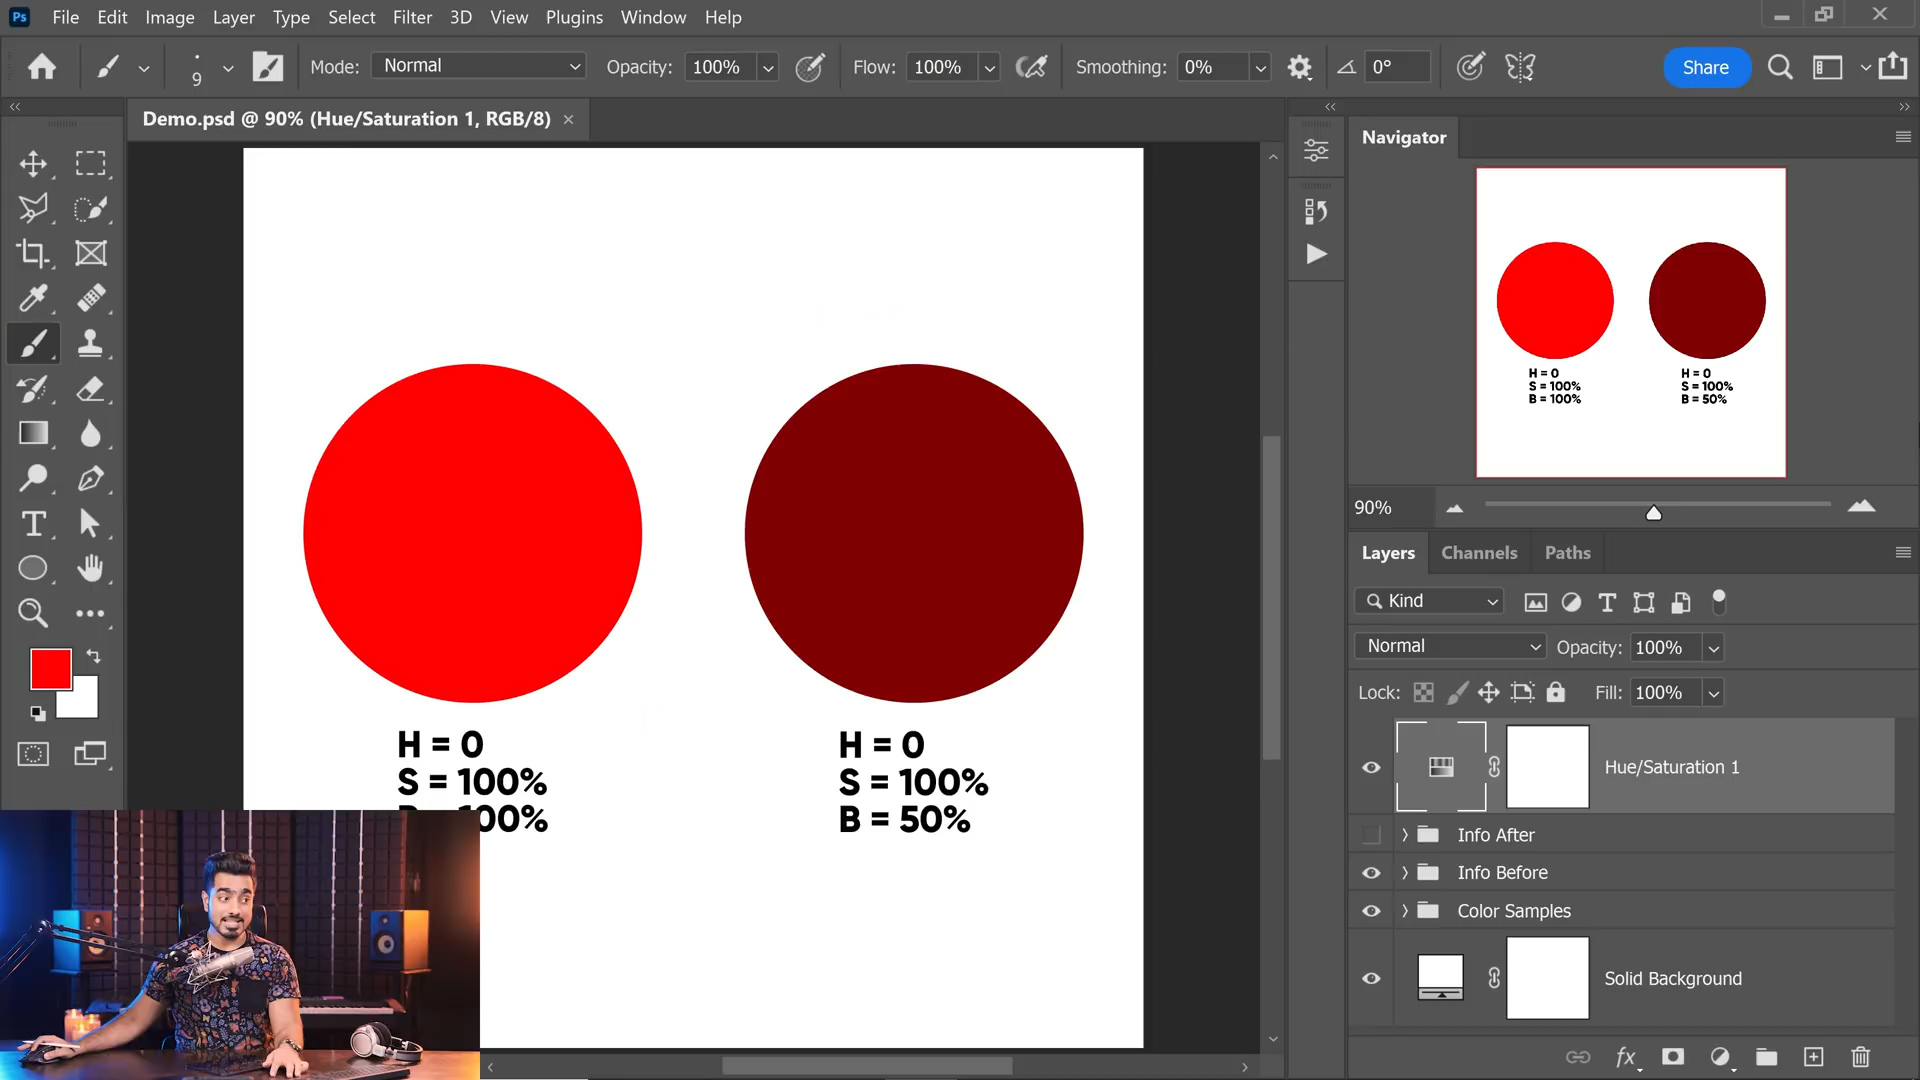 Ps File Edit Image Layer Type Select Filter 3D View Plugins Window Help
9 Mode: Normal Opacity: 100% Flow: 100% Smoothing: 0% 0° Share
Demo.psd @ 90% (Hue/Saturation 1, RGB/8)
Navigator
H = 0
S = 100%
B = 100%
H = 0
S = 100%
B = 50%
90%
H = 0
S = 100%
100%
H = 0
S = 100%
B = 50%
Layers Channels Paths
Kind
Normal Opacity: 100%
Lock: Fill: 100%
Hue/Saturation 1
Info After
Info Before
Color Samples
Solid Background
fx